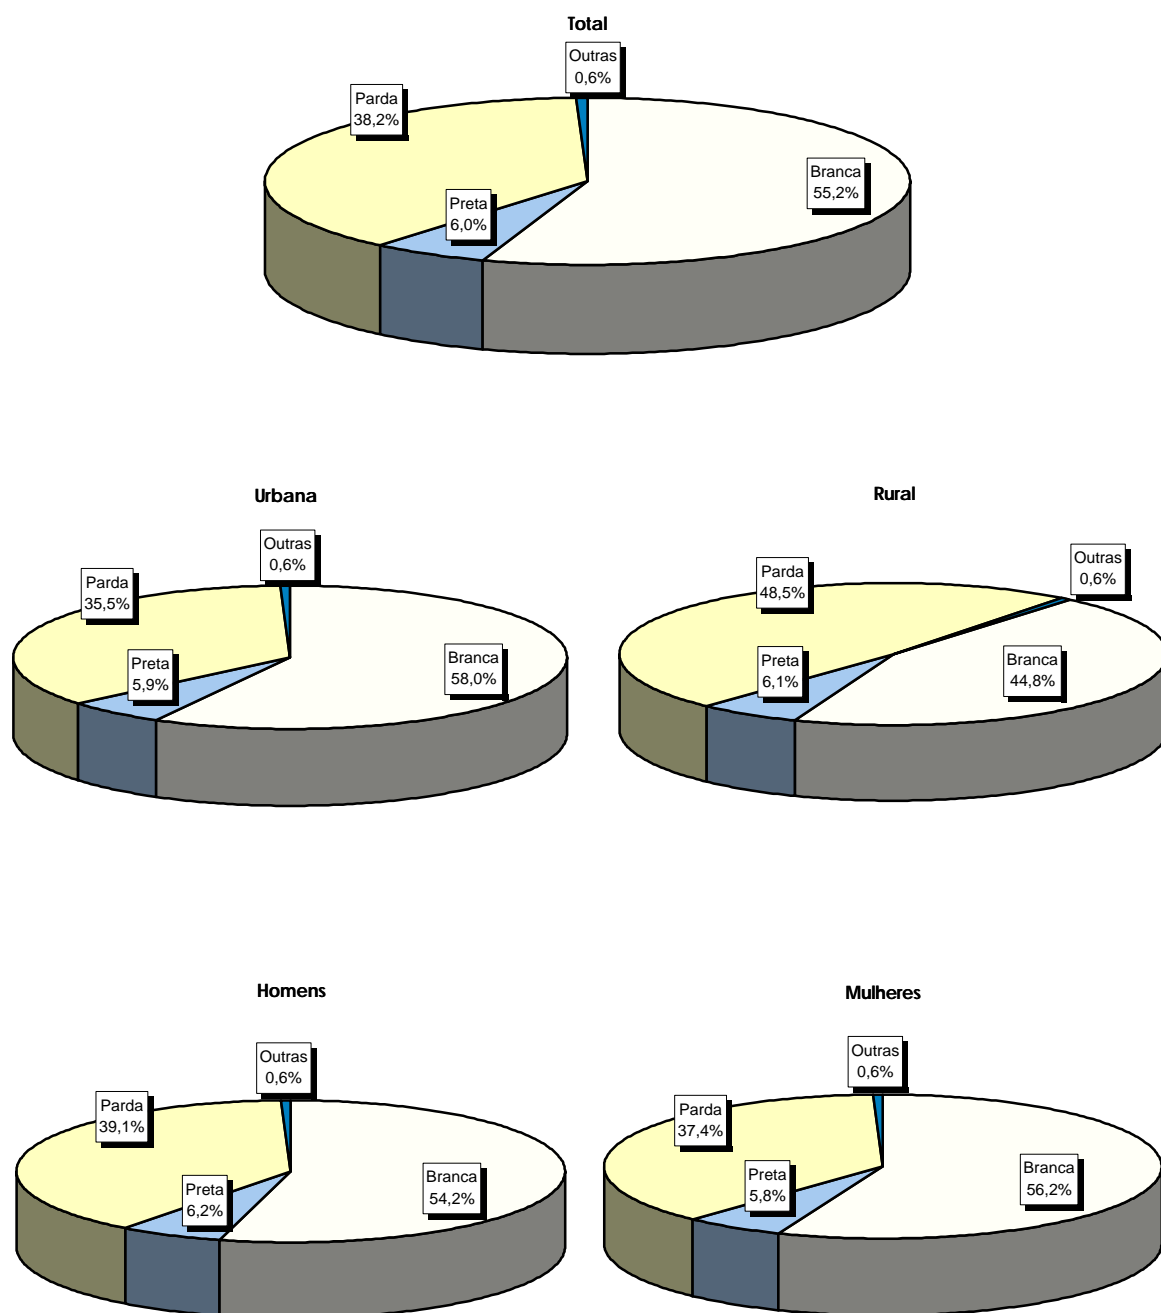 Total
Outras
0,6%
Parda
38,2%
Branca
55,2%
Preta
6,0%
Urbana
Outras
0,6%
Parda
35,5%
Preta
5,9%
Branca
58,0%
Rural
Outras
0,6%
Parda
48,5%
Preta
6,1%
Branca
44,8%
Homens
Outras
0,6%
Parda
39,1%
Preta
6,2%
Branca
54,2%
Mulheres
Outras
0,6%
Parda
37,4%
Preta
5,8%
Branca
56,2%